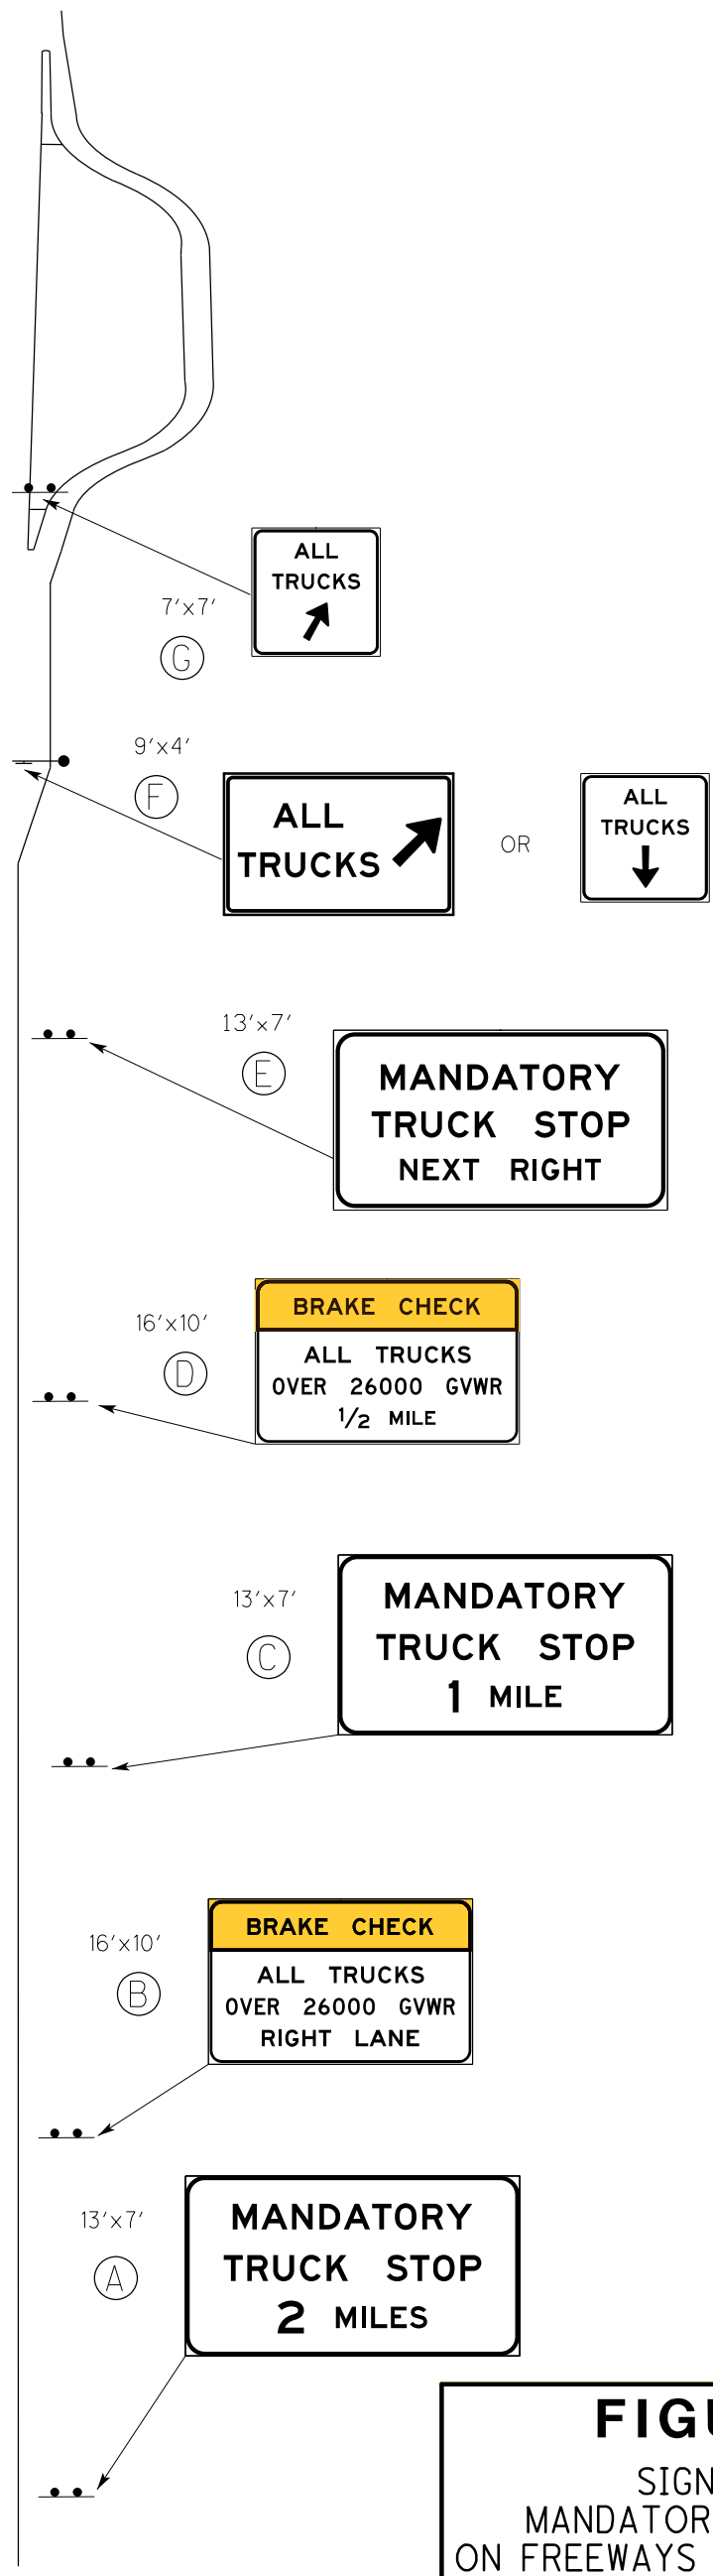 ALL
TRUCKS
7'x7'
G
9'x4'
F
ALL
TRUCKS
OR
ALL
TRUCKS
13'x7'
E
MANDATORY
TRUCK STOP
NEXT RIGHT
16'x10'
D
BRAKE CHECK
ALL TRUCKS
OVER 26000 GVWR
1/2 MILE
13'x7'
C
MANDATORY
TRUCK STOP
1 MILE
16'x10'
B
BRAKE CHECK
ALL TRUCKS
OVER 26000 GVWR
RIGHT LANE
13'x7'
A
MANDATORY
TRUCK STOP
2 MILES
FIGU
SIGN
MANDATOR
ON FREEWAYS